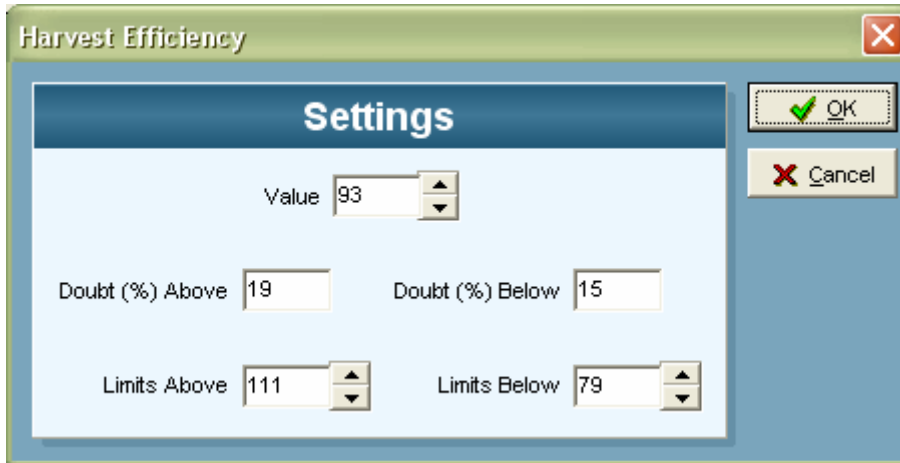 Harvest Efficiency
Settings
OK
Value 93
Cancel
Doubt (%) Above 19 Doubt (%) Below 15
Limits Above 111 Limits Below 79